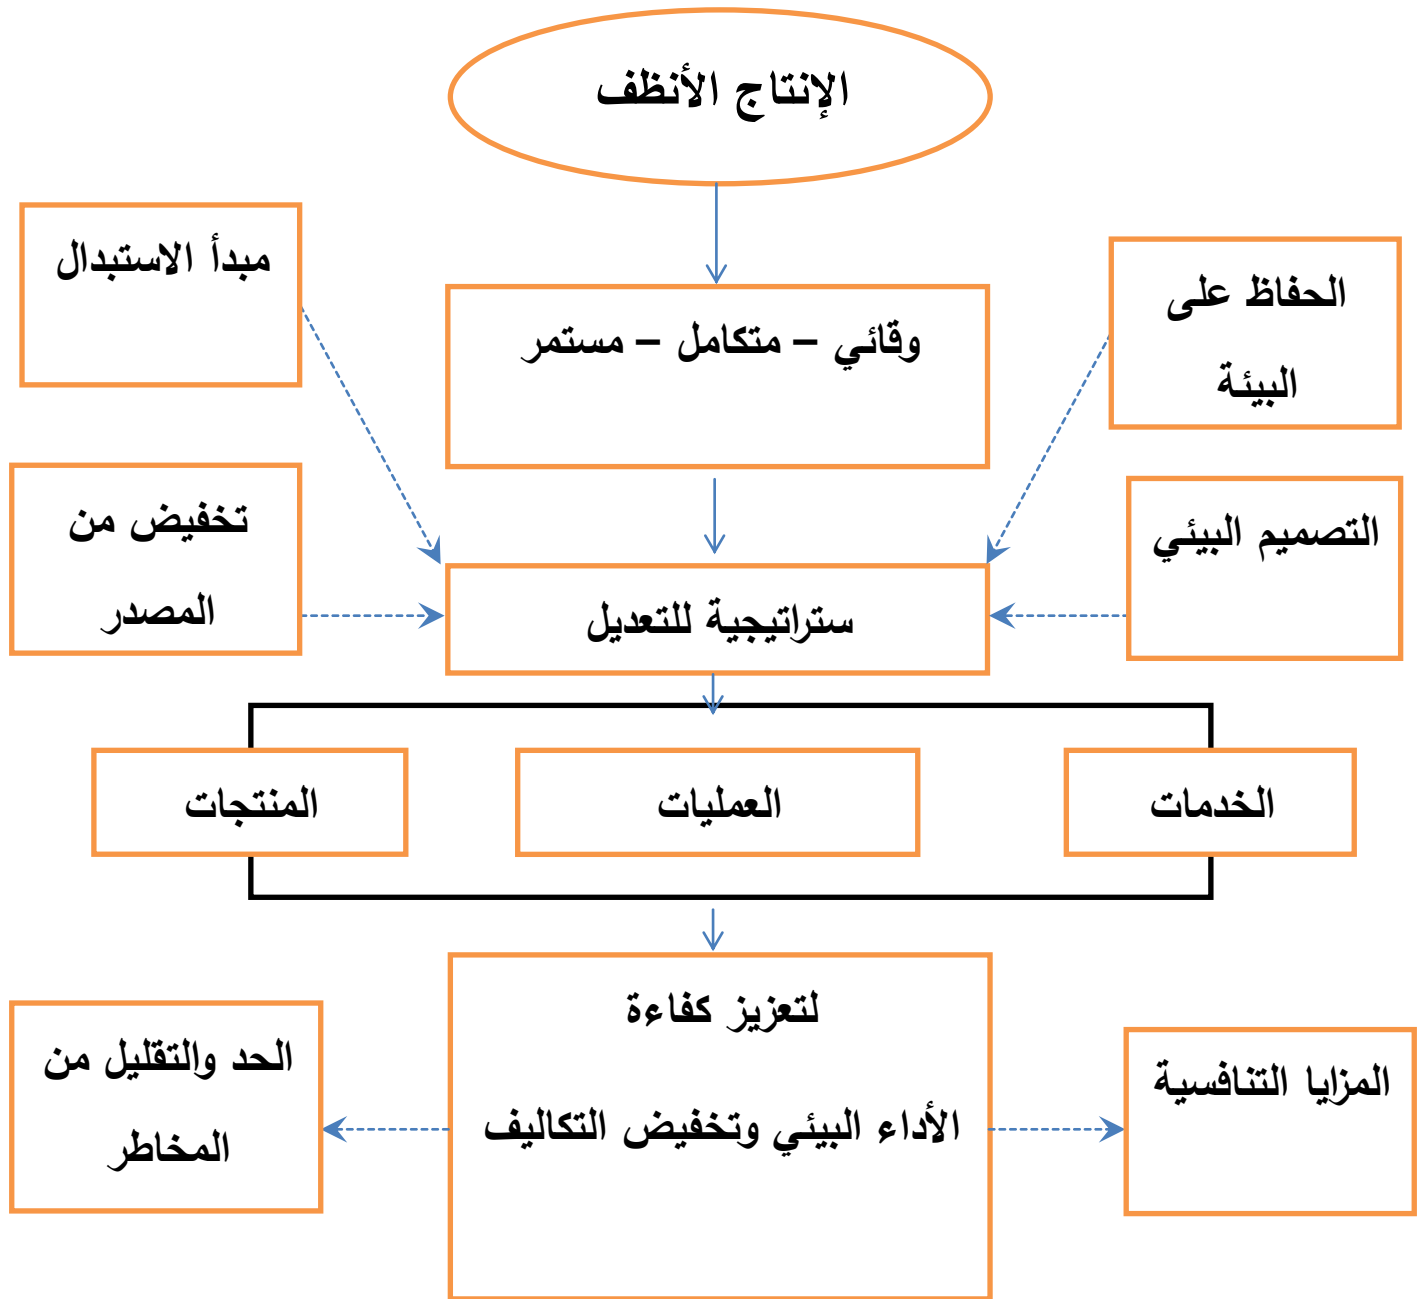 الإنتاج الأنظف
مبدأ الاستبدال
الحفاظ على
البيئة
وقائي – متكامل – مستمر
تخفيض من
المصدر
التصميم البيئي
ستراتيجية للتعديل
الخدمات
العمليات
المنتجات
لتعزيز كفاءة
الأداء البيئي وتخفيض التكاليف
المزايا التنافسية
الحد والتقليل من
المخاطر